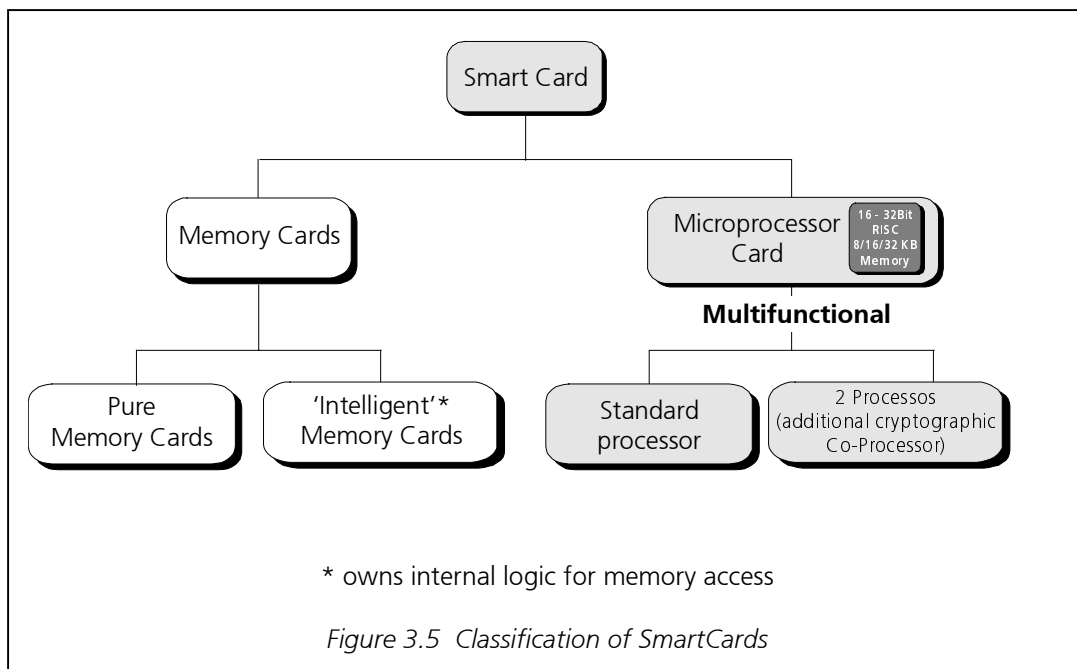 Smart Card
Memory Cards
Microprocessor
Card
16 - 32Bit
RISC
8/16/32 KB
Memory
Multifunctional
Pure
Memory Cards
'Intelligent'*
Memory Cards
Standard
processor
2 Processos
(additional cryptographic
Co-Processor)
* owns internal logic for memory access
Figure 3.5 Classification of SmartCards